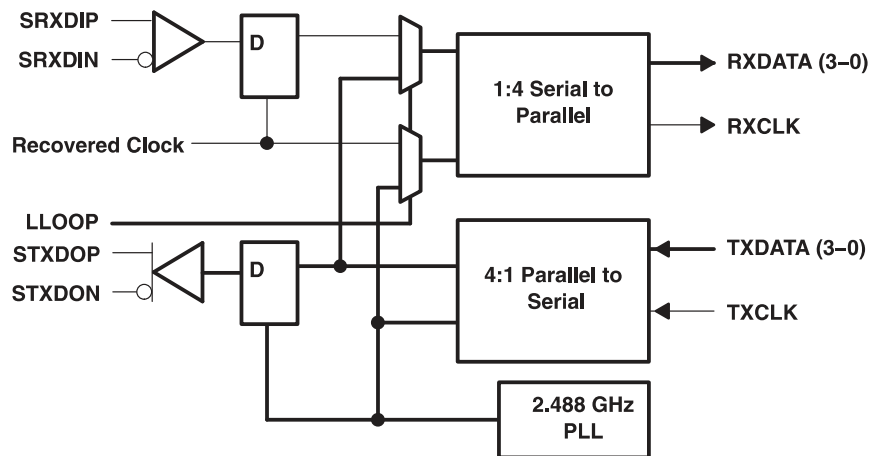 SRXDIP
SRXDIN
D
1:4 Serial to
Parallel
RXDATA (3–0)
RXCLK
Recovered Clock
LLOOP
STXDOP
STXDON
D
4:1 Parallel to
Serial
TXDATA (3–0)
TXCLK
2.488 GHz
PLL